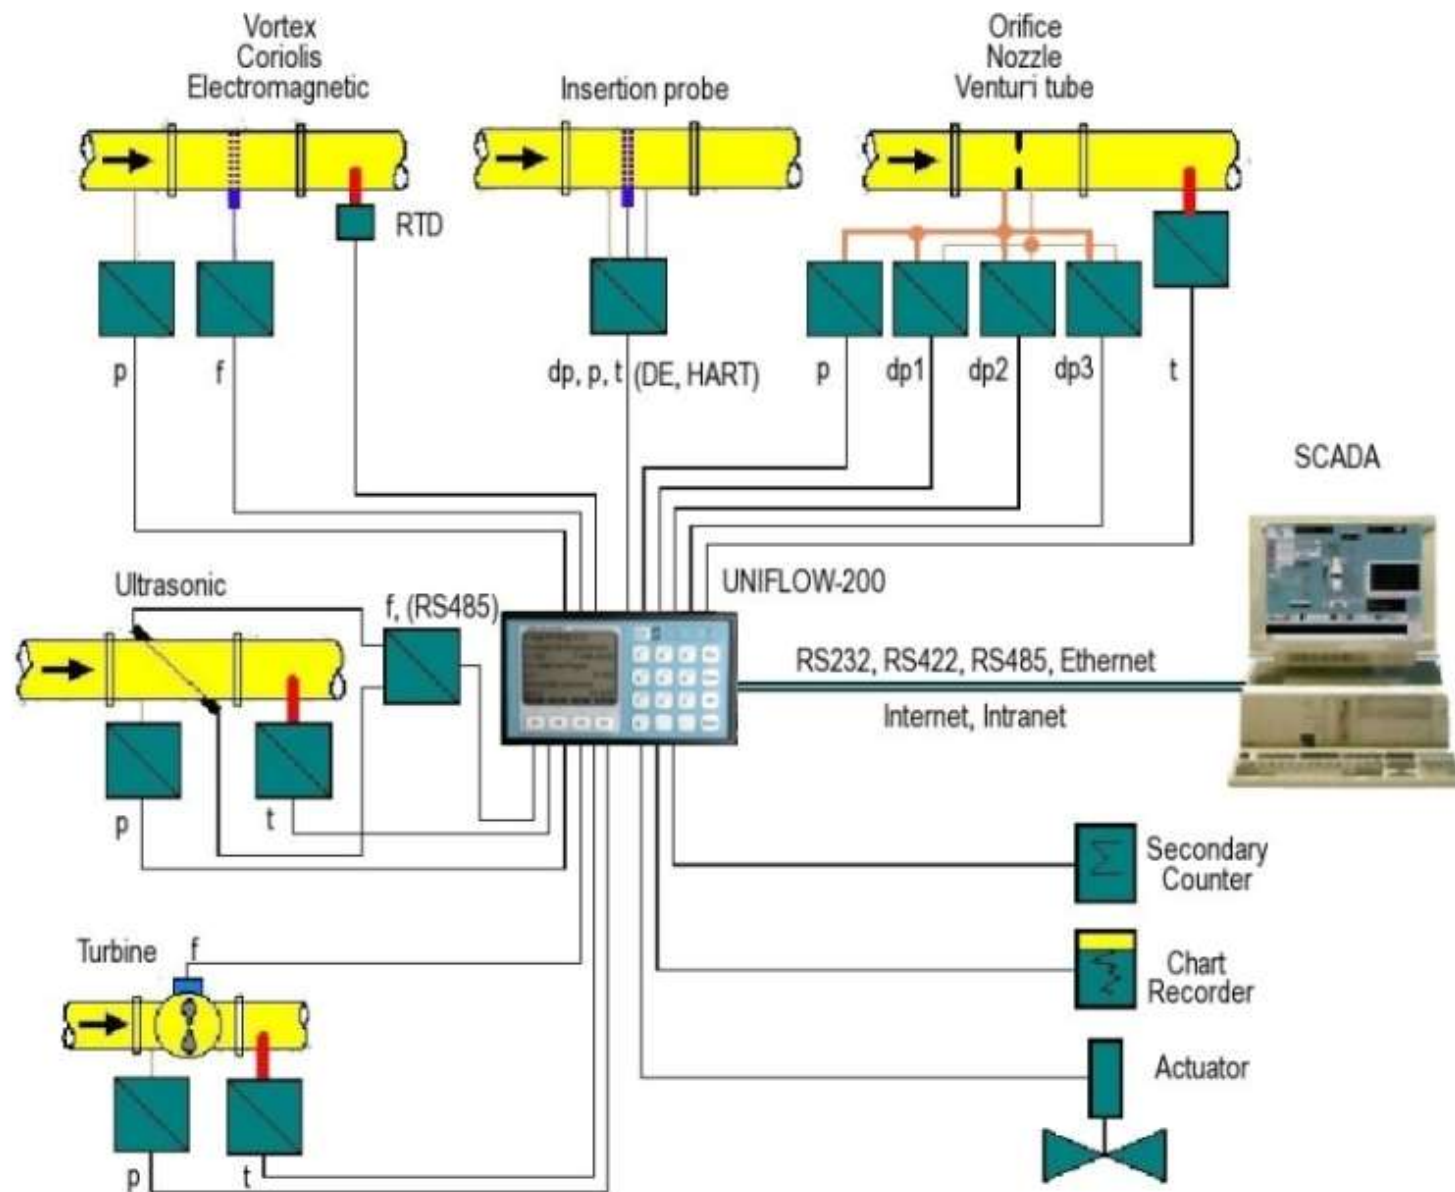 Vortex
Coriolis
Electromagnetic
Insertion probe
Orifice
Nozzle
Venturi tube
RTD
p
f
dp, p, t (DE, HART)
p
dp1
dp2
dp3
t
SCADA
Ultrasonic
f, (RS485)
UNIFLOW-200
RS232, RS422, RS485, Ethernet
Internet, Intranet
p
t
Secondary
Counter
Turbine
f
Chart
Recorder
Actuator
p
t